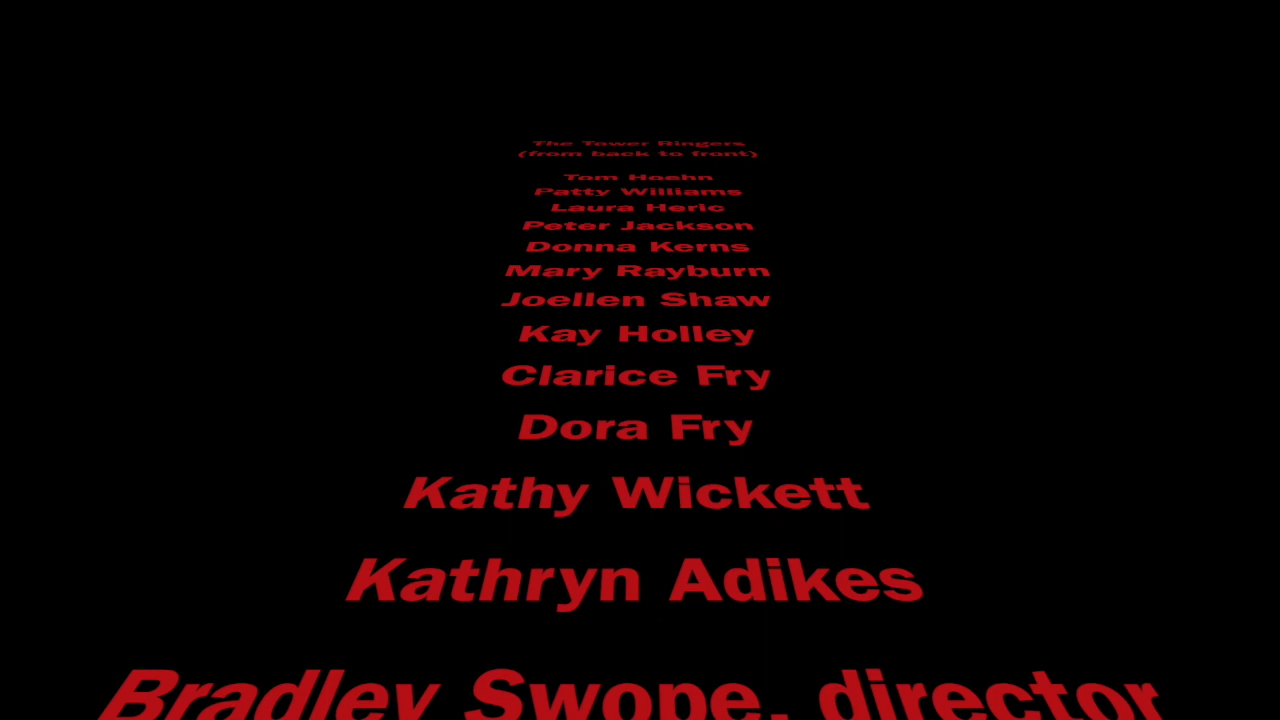 The Tower Ringers
(from back to front)
Tom Hoehn
Patty Williams
Laura Heric
Peter Jackson
Donna Kerns
Mary Rayburn
Joellen Shaw
Kay Holley
Clarice Fry
Dora Fry
Kathy Wickett
Kathryn Adikes
Bradley Swope, director